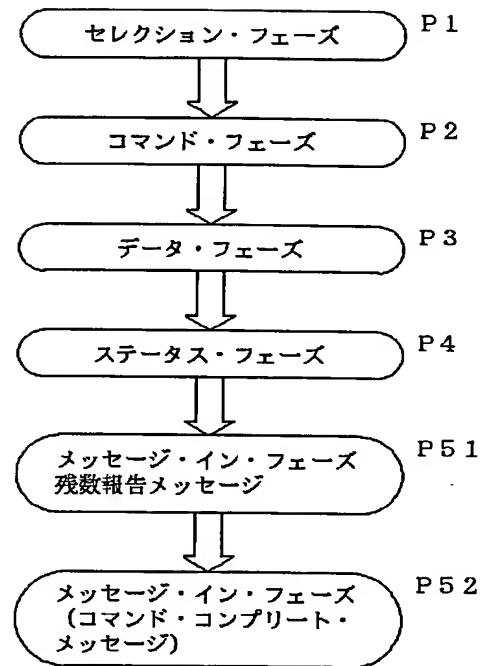 セレクション・フェーズ P1
コマンド・フェーズ P2
データ・フェーズ P3
ステータス・フェーズ P4
メッセージ・イン・フェーズ P51
残数報告メッセージ
メッセージ・イン・フェーズ P52
(コマンド・コンプリート・
メッセージ)